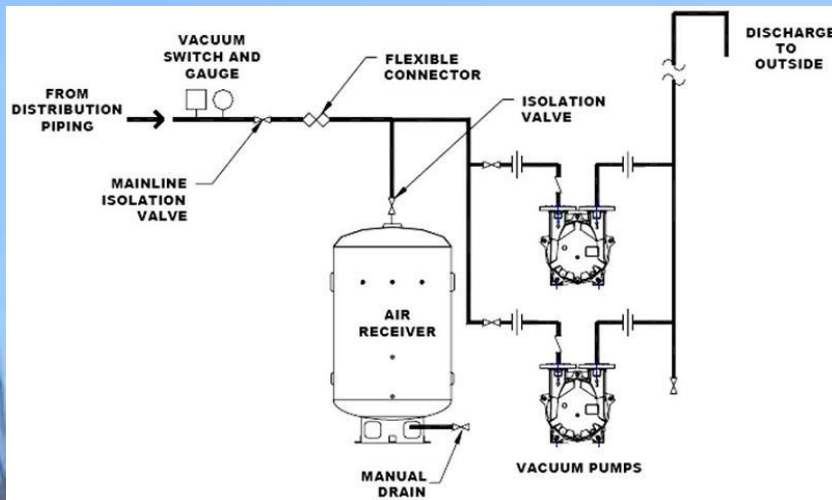 VACUUM
SWITCH AND
GAUGE
FROM
DISTRIBUTION
PIPING
MAINLINE
ISOLATION
VALVE
FLEXIBLE
CONNECTOR
ISOLATION
VALVE
DISCHARGE
TO
OUTSIDE
AIR
RECEIVER
MANUAL
DRAIN
VACUUM PUMPS